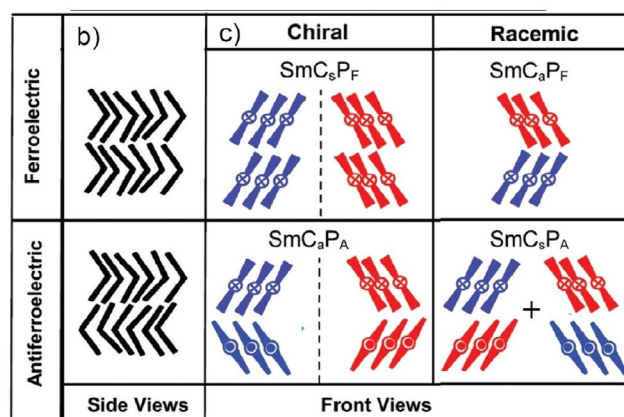 b)
c)
Chiral
Racemic
Ferroelectric
SmCsPF
SmCaPF
Antiferroelectric
SmCaPA
SmCsPA
+
Side Views
Front Views